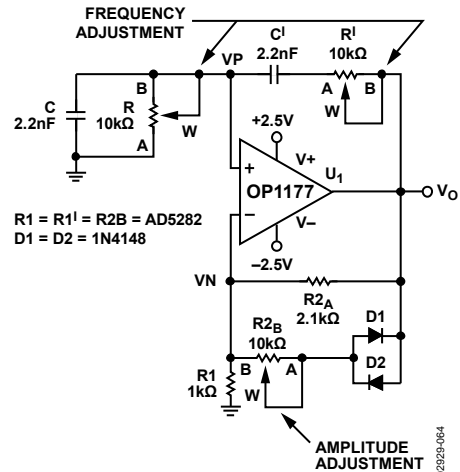 FREQUENCY
ADJUSTMENT
C
2.2nF
B
R
10kΩ
W
A
VP
C'
2.2nF
R'
10kΩ
A
B
W
+2.5V
V+
U1
+
OP1177
−
V−
−2.5V
VO
R1 = R1' = R2B = AD5282
D1 = D2 = 1N4148
VN
R2A
2.1kΩ
R2B
10kΩ
B
A
W
R1
1kΩ
D1
D2
AMPLITUDE
ADJUSTMENT
2929-064